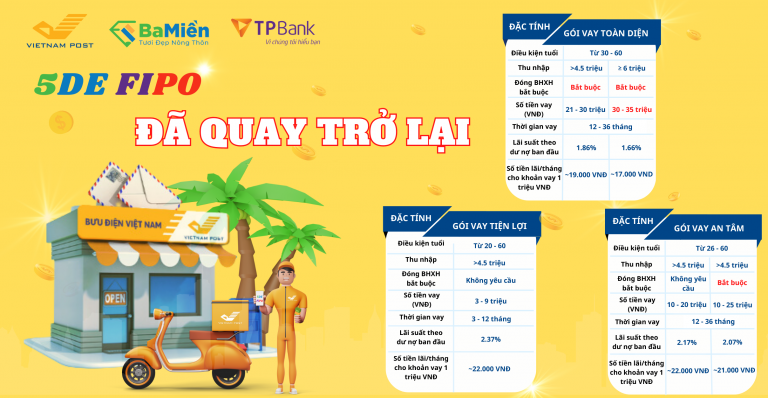 VIETNAM POST
BaMiền
Tươi Đẹp Nông Thôn
TPBank
Vì chúng tôi hiểu bạn
5DE FIPO
ĐÃ QUAY TRỞ LẠI
BƯU ĐIỆN VIỆT NAM
VIETNAM POST
OPEN
ĐẶC TÍNH GÓI VAY TOÀN DIỆN
Điều kiện tuổi Từ 30 - 60
Thu nhập >4.5 triệu ≥ 6 triệu
Đóng BHXH
bắt buộc Bắt buộc Bắt buộc
Số tiền vay
(VNĐ) 21 - 30 triệu 30 - 35 triệu
Thời gian vay 12 - 36 tháng
Lãi suất theo
dư nợ ban đầu 1.86% 1.66%
Số tiền lãi/tháng
cho khoản vay 1
triệu VNĐ ~19.000 VNĐ ~17.000 VNĐ
ĐẶC TÍNH GÓI VAY TIỆN LỢI
Điều kiện tuổi Từ 20 - 60
Thu nhập >4.5 triệu
Đóng BHXH
bắt buộc Không yêu cầu
Số tiền vay
(VNĐ) 3 - 9 triệu
Thời gian vay 3 - 12 tháng
Lãi suất theo
dư nợ ban đầu 2.37%
Số tiền lãi/tháng
cho khoản vay 1
triệu VNĐ ~22.000 VNĐ
ĐẶC TÍNH GÓI VAY AN TÂM
Điều kiện tuổi Từ 26 - 60
Thu nhập >4.5 triệu >4.5 triệu
Đóng BHXH
bắt buộc Không yêu cầu Bắt buộc
Số tiền vay
(VNĐ) 10 - 20 triệu 10 - 25 triệu
Thời gian vay 12 - 36 tháng
Lãi suất theo
dư nợ ban đầu 2.17% 2.07%
Số tiền lãi/tháng
cho khoản vay 1
triệu VNĐ ~22.000 VNĐ ~21.000 VNĐ